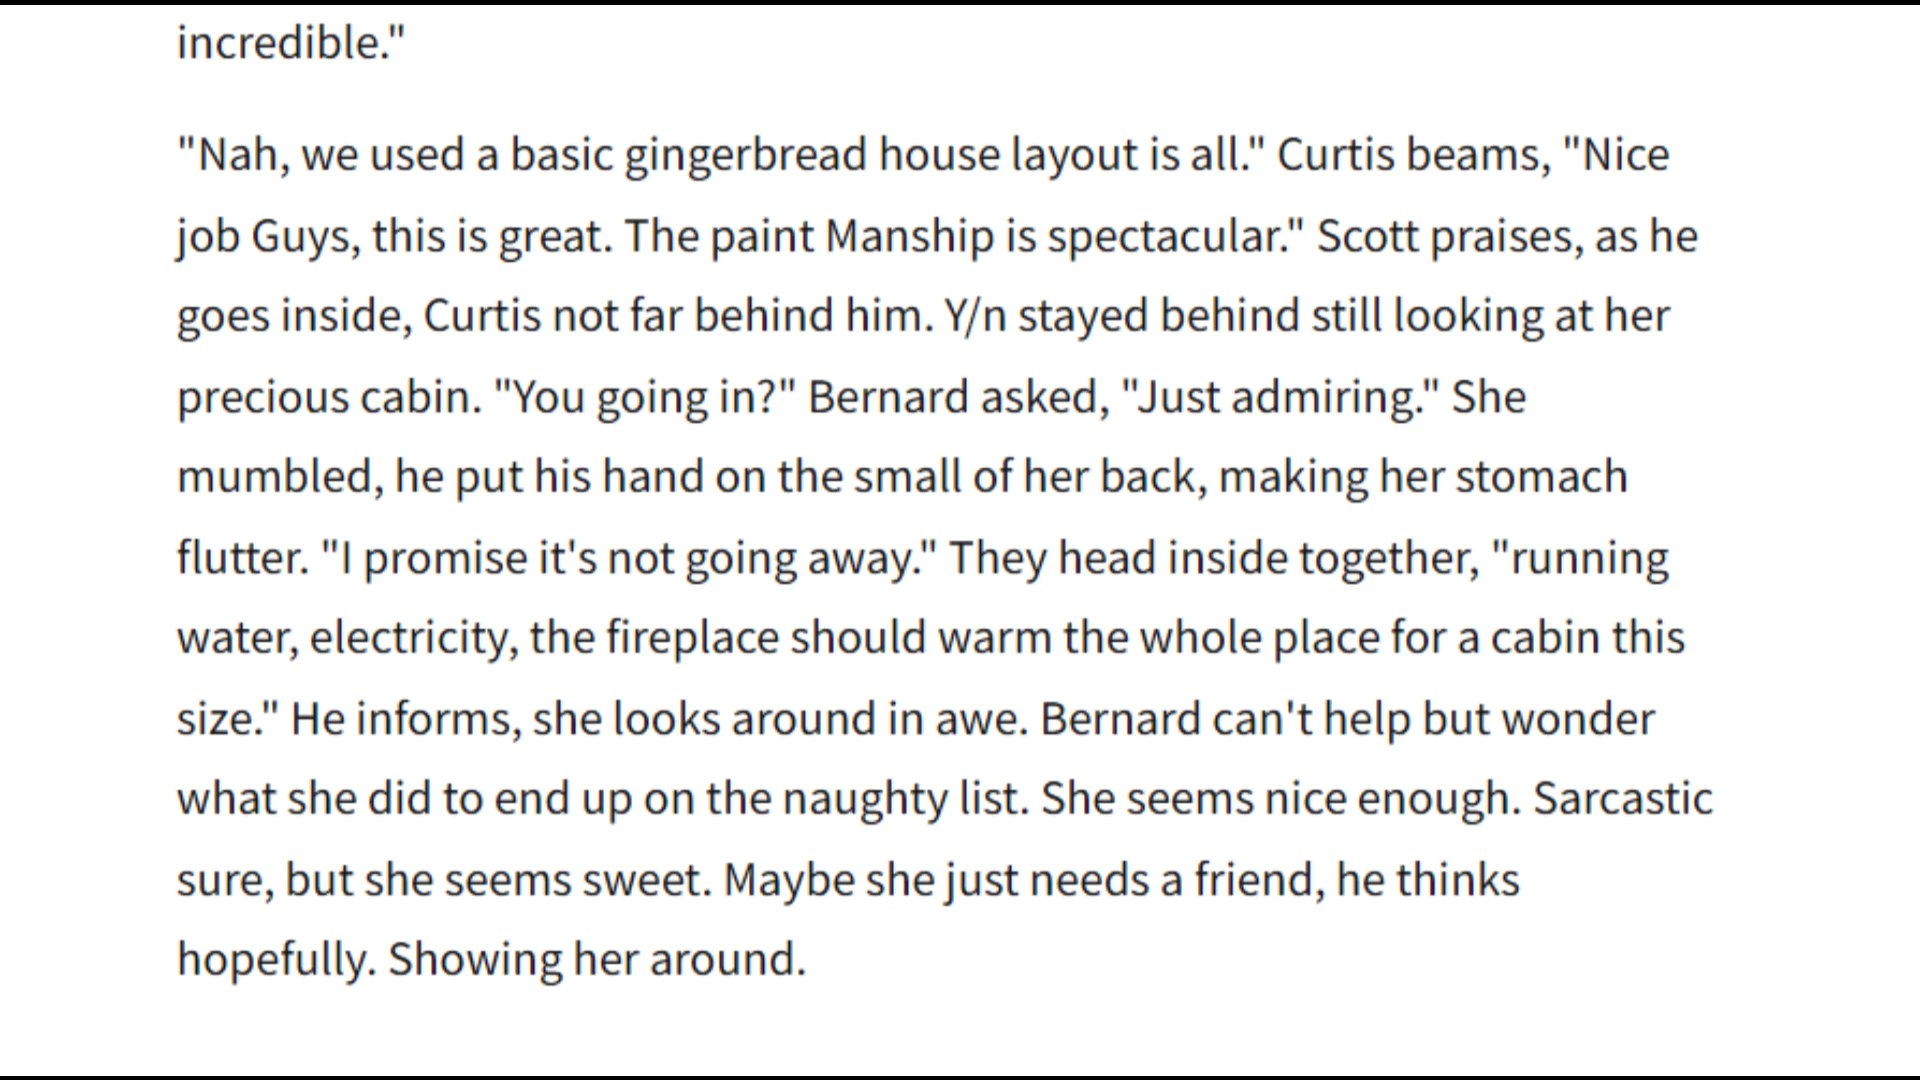 incredible."
"Nah, we used a basic gingerbread house layout is all." Curtis beams, "Nice
job Guys, this is great. The paint Manship is spectacular." Scott praises, as he
goes inside, Curtis not far behind him. Y/n stayed behind still looking at her
precious cabin. "You going in?" Bernard asked, "Just admiring." She
mumbled, he put his hand on the small of her back, making her stomach
flutter. "I promise it's not going away." They head inside together, "running
water, electricity, the fireplace should warm the whole place for a cabin this
size." He informs, she looks around in awe. Bernard can't help but wonder
what she did to end up on the naughty list. She seems nice enough. Sarcastic
sure, but she seems sweet. Maybe she just needs a friend, he thinks
hopefully. Showing her around.